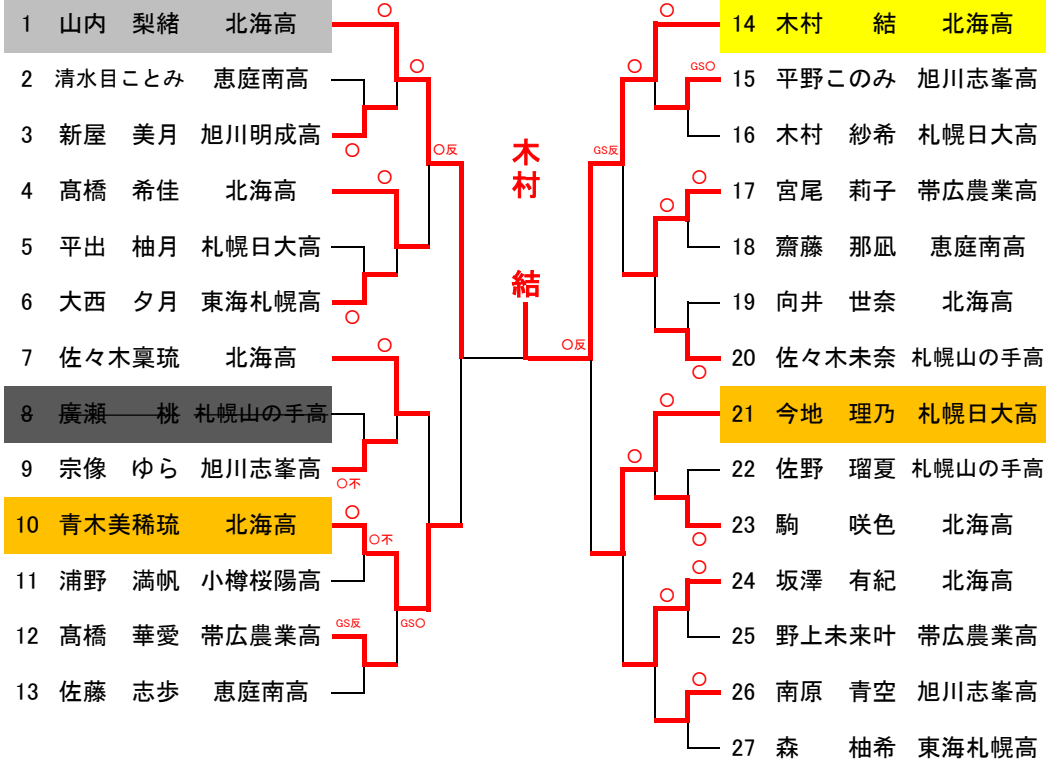 1 山内 梨緒 北海高
2 清水目ことみ 恵庭南高
3 新屋 美月 旭川明成高
4 髙橋 希佳 北海高
5 平出 柚月 札幌日大高
6 大西 夕月 東海札幌高
7 佐々木稟琉 北海高
8 廣瀬 桃 札幌山の手高
9 宗像 ゆら 旭川志峯高
10 青木美稀琉 北海高
11 浦野 満帆 小樽桜陽高
12 髙橋 華愛 帯広農業高
13 佐藤 志歩 恵庭南高
○
○
○
○反
○
○
○
○不
○
○不
GS反
GS○
木村 結
○反
○
GS○
○
GS反
○
○
○
○
○
○
○
○
○
14 木村 結 北海高
15 平野このみ 旭川志峯高
16 木村 紗希 札幌日大高
17 宮尾 莉子 帯広農業高
18 齋藤 那凪 恵庭南高
19 向井 世奈 北海高
20 佐々木未奈 札幌山の手高
21 今地 理乃 札幌日大高
22 佐野 瑠夏 札幌山の手高
23 駒 咲色 北海高
24 坂澤 有紀 北海高
25 野上未来叶 帯広農業高
26 南原 青空 旭川志峯高
27 森 柚希 東海札幌高